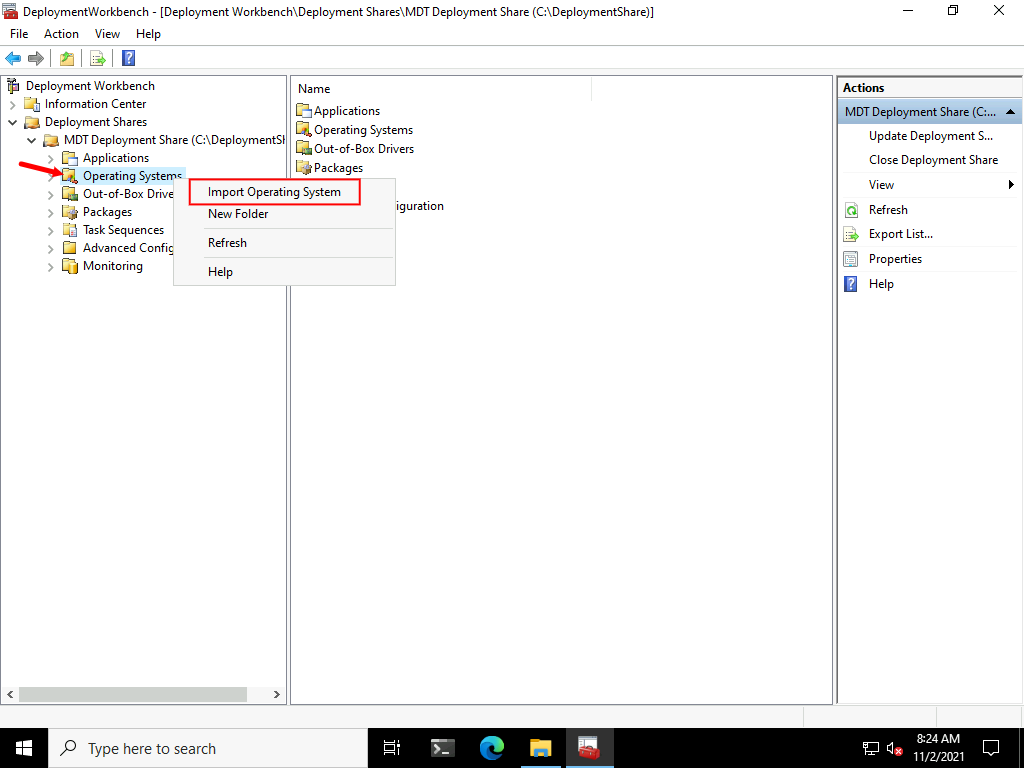 DeploymentWorkbench - [Deployment Workbench\Deployment Shares\MDT Deployment Share (C:\DeploymentShare)]
File Action View Help
Deployment Workbench
Information Center
Deployment Shares
MDT Deployment Share (C:\DeploymentSh
Applications
Operating Systems
Out-of-Box Drive
Packages
Task Sequences
Advanced Config
Monitoring
Import Operating System
New Folder
Refresh
Help
Name
Applications
Operating Systems
Out-of-Box Drivers
Packages
iguration
Actions
MDT Deployment Share (C:...
Update Deployment S...
Close Deployment Share
View
Refresh
Export List...
Properties
Help
Type here to search
8:24 AM
11/2/2021